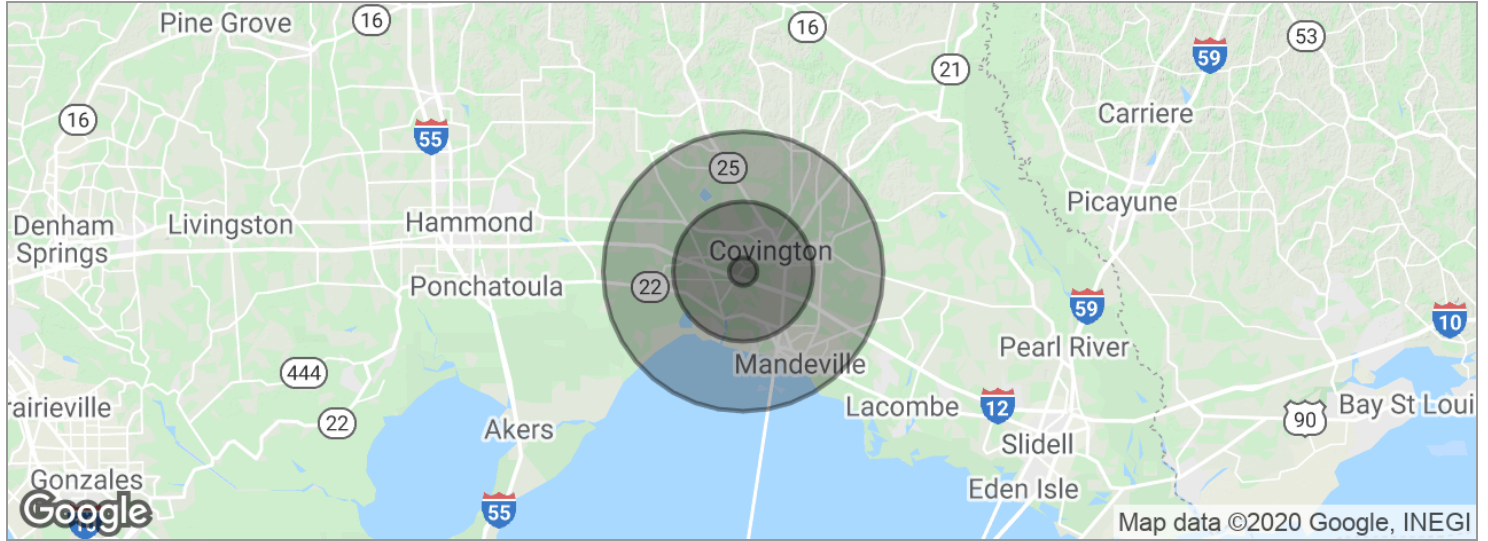 Pine Grove
16
16
53
59
21
16
Carriere
55
25
Picayune
Denham
Springs
Livingston
Hammond
Covington
Ponchatoula
22
59
10
Pearl River
Mandeville
444
12
rairieville
22
Lacombe
90
Bay St Loui
Akers
Slidell
Gonzales
Eden Isle
55
Google
10
Map data ©2020 Google, INEGI